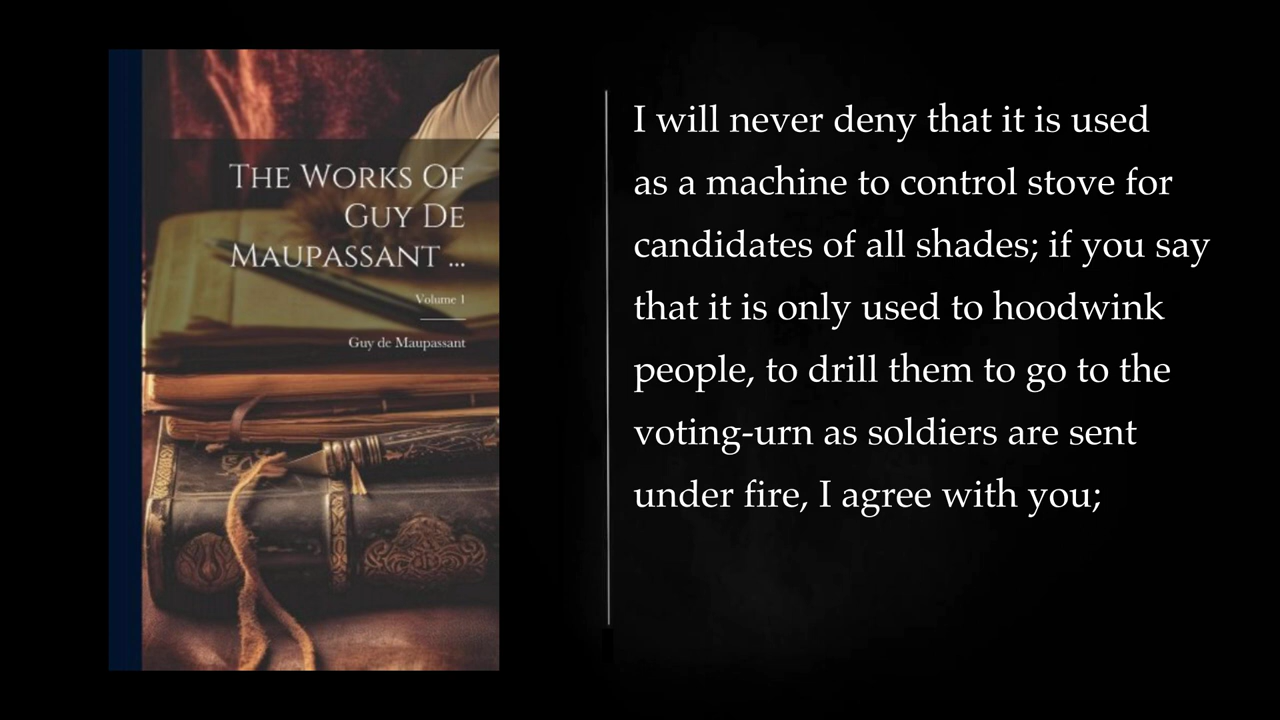 THE WORKS OF
GUY DE
MAUPASSANT ...
Volume 1
Guy de Maupassant
I will never deny that it is used
as a machine to control stove for
candidates of all shades; if you say
that it is only used to hoodwink
people, to drill them to go to the
voting-urn as soldiers are sent
under fire, I agree with you;